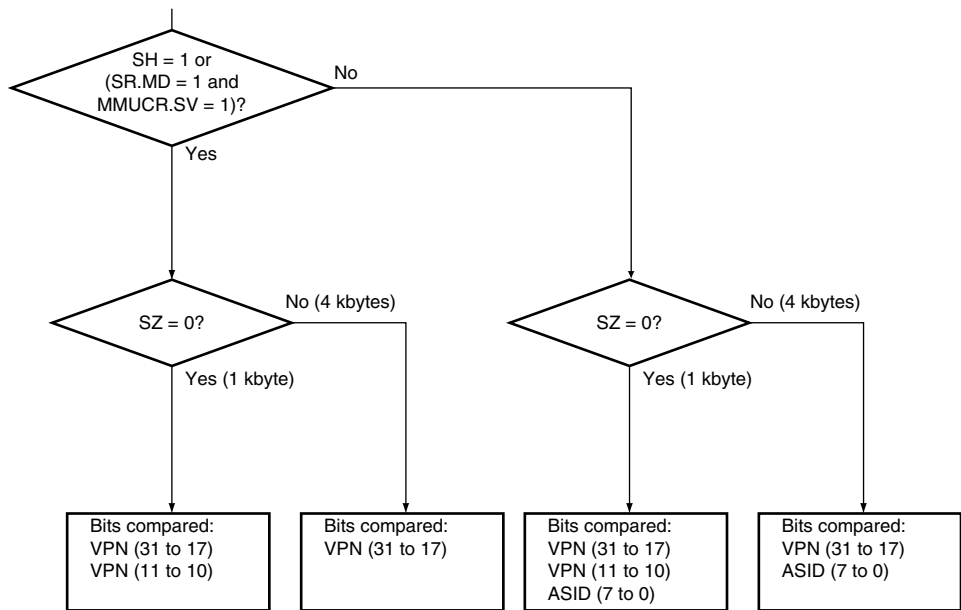 SH = 1 or
(SR.MD = 1 and
MMUCR.SV = 1)?
No
Yes
SZ = 0?
No (4 kbytes)
Yes (1 kbyte)
SZ = 0?
No (4 kbytes)
Yes (1 kbyte)
Bits compared:
VPN (31 to 17)
VPN (11 to 10)
Bits compared:
VPN (31 to 17)
Bits compared:
VPN (31 to 17)
VPN (11 to 10)
ASID (7 to 0)
Bits compared:
VPN (31 to 17)
ASID (7 to 0)